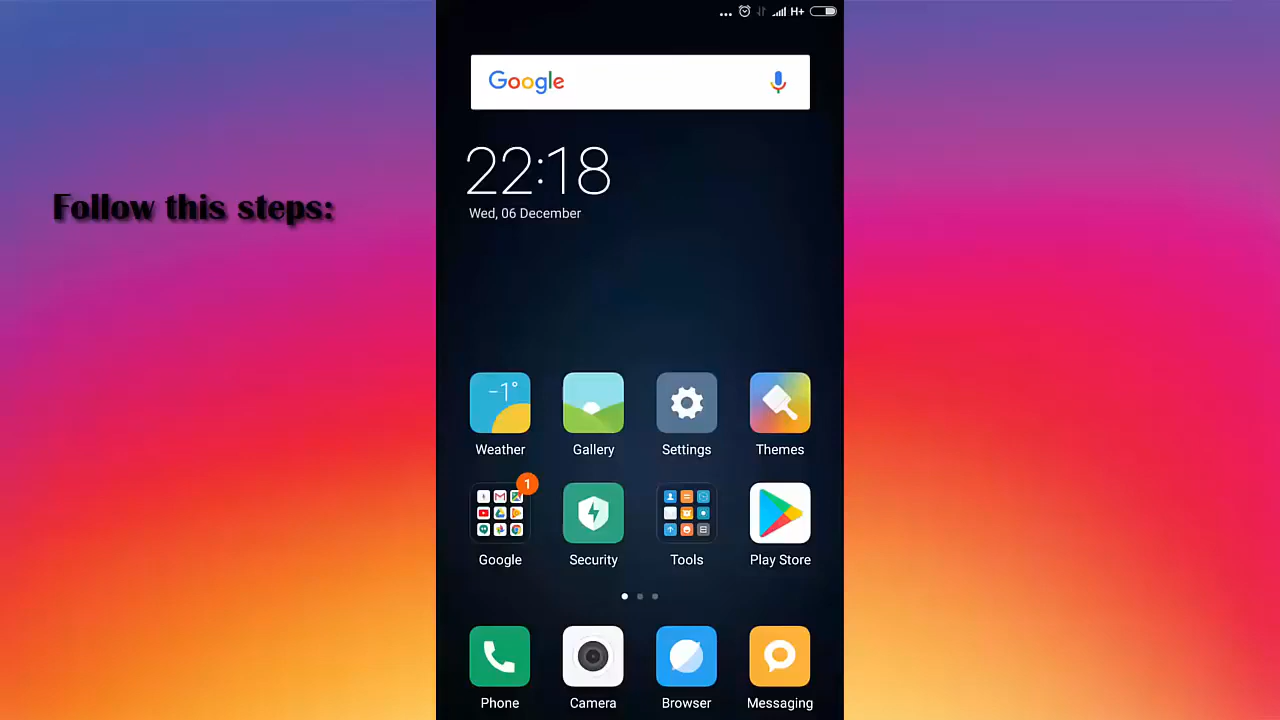 H+
Google
22:18
Wed, 06 December
Follow this steps:
-1°
Weather
Gallery
Settings
Themes
1
Google
Security
Tools
Play Store
Phone
Camera
Browser
Messaging